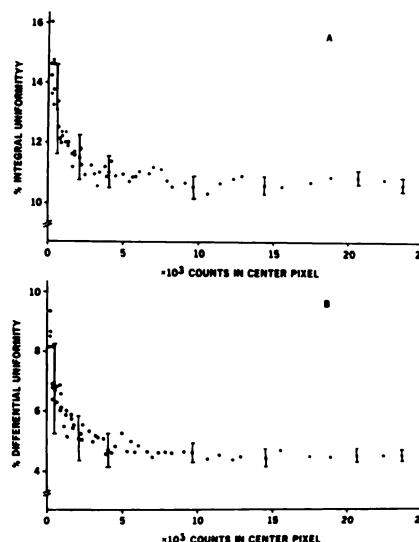 A
16
14
12
10
% INTEGRAL UNIFORMITYY
0 5 10 15 20
×10³ COUNTS IN CENTER PIXEL
B
10
8
6
4
% DIFFERENTIAL UNIFORMITY
0 5 10 15 20
×10³ COUNTS IN CENTER PIXEL